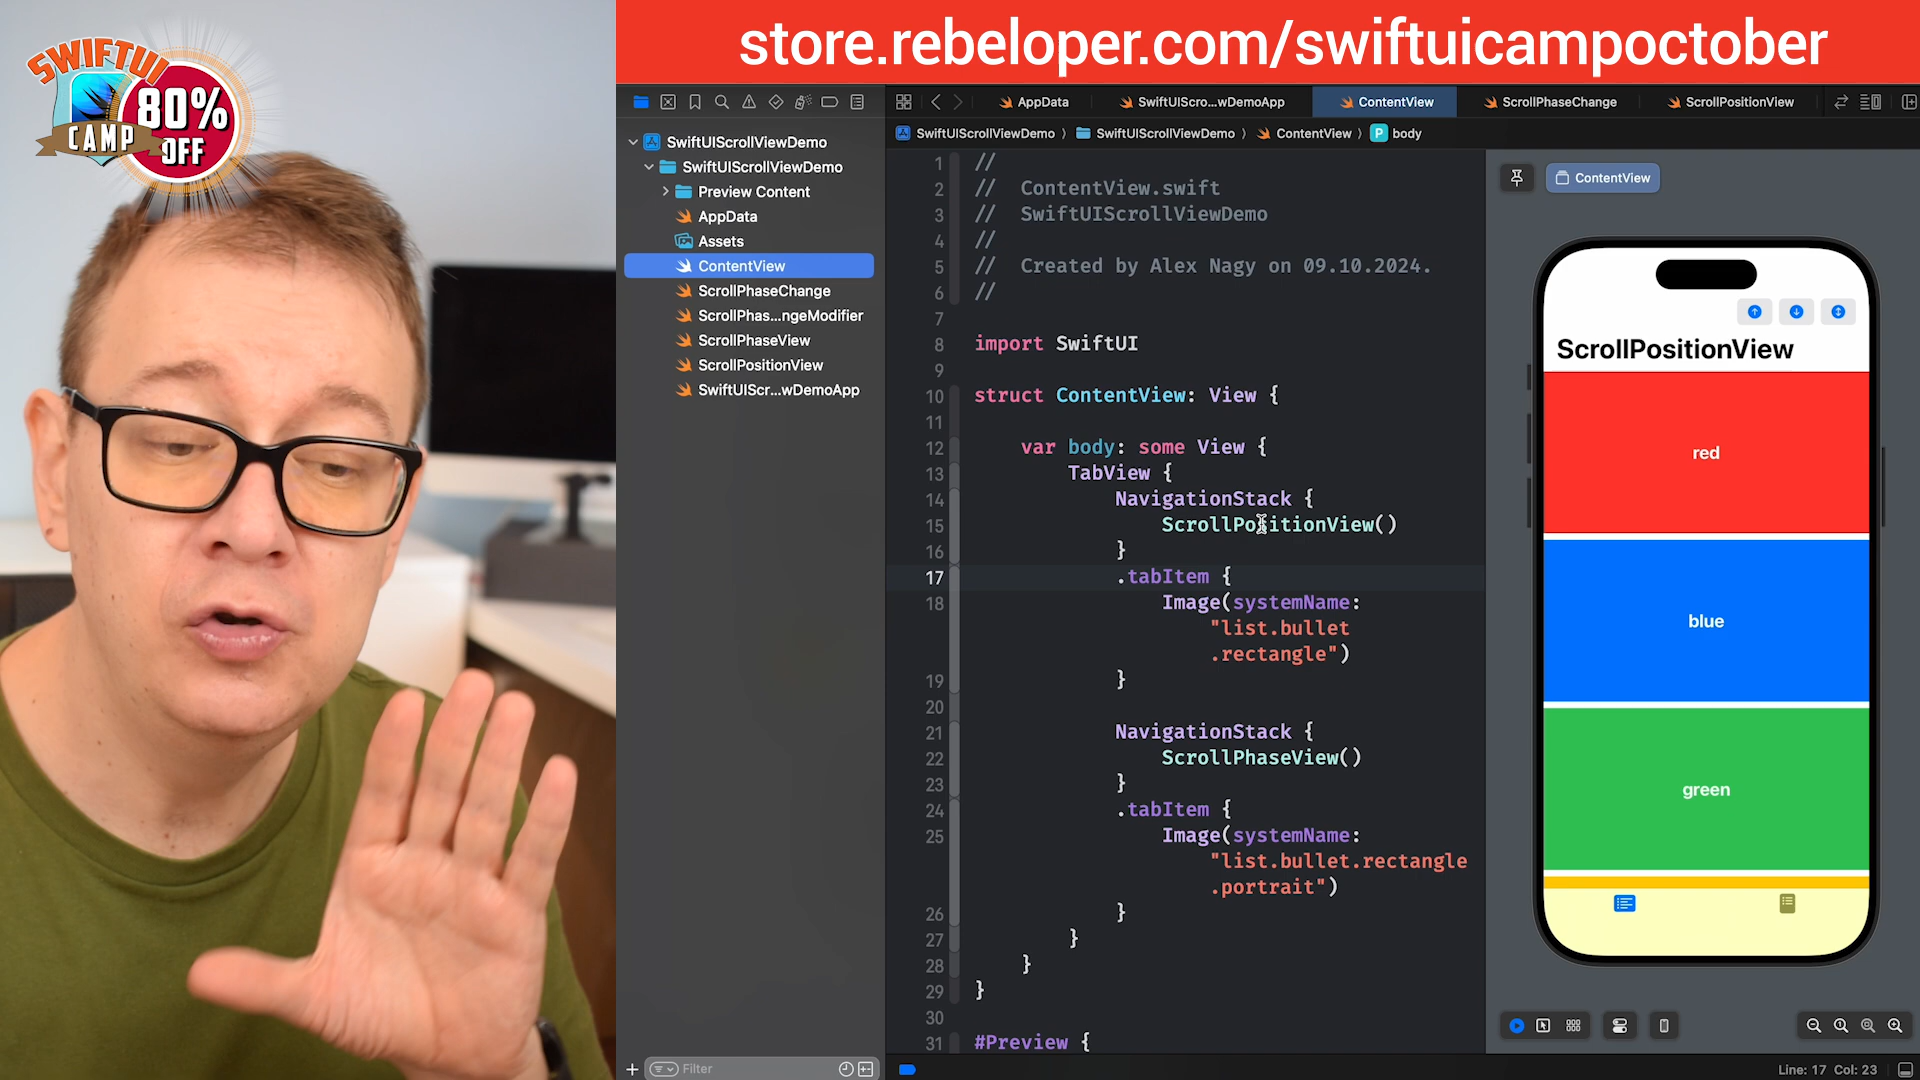 store.rebeloper.com/swiftuicampoctober
SWIFTUI
CAMP
80%
OFF
AppData
SwiftUIScro...wDemoApp
ContentView
ScrollPhaseChange
ScrollPositionView
SwiftUIScrollViewDemo
SwiftUIScrollViewDemo
ContentView
P
body
SwiftUIScrollViewDemo
SwiftUIScrollViewDemo
Preview Content
AppData
Assets
ContentView
ScrollPhaseChange
ScrollPhas...ngeModifier
ScrollPhaseView
ScrollPositionView
SwiftUIScr...wDemoApp
Filter
1 //
2 // ContentView.swift
3 // SwiftUIScrollViewDemo
4 //
5 // Created by Alex Nagy on 09.10.2024.
6 //
7
8 import SwiftUI
9
10 struct ContentView: View {
11
12 var body: some View {
13 TabView {
14 NavigationStack {
15 ScrollPositionView()
16 }
17 .tabItem {
18 Image(systemName:
"list.bullet
.rectangle")
19 }
20
21 NavigationStack {
22 ScrollPhaseView()
23 }
24 .tabItem {
25 Image(systemName:
"list.bullet.rectangle
.portrait")
26 }
27 }
28 }
29 }
30
31 #Preview {
ContentView
ScrollPositionView
red
blue
green
Line: 17 Col: 23